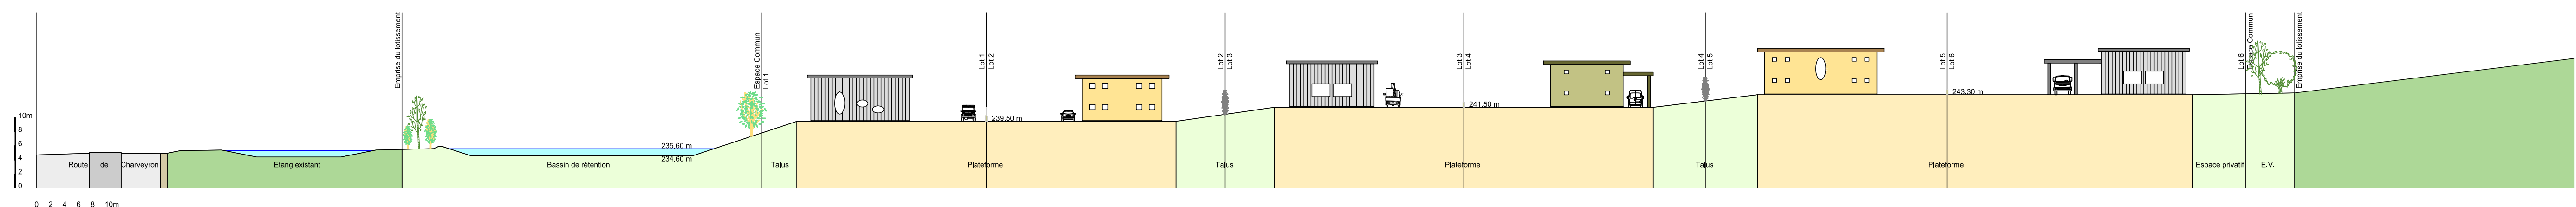 Emprise du lotissement
Espace Commun
Lot 1
Lot 1
Lot 2
Lot 2
Lot 3
Lot 3
Lot 4
Lot 4
Lot 5
Lot 5
Lot 6
Lot 6
Espace Commun
Emprise du lotissement
239,50 m
241,50 m
243,30 m
10m
8
6
4
2
0
235,60 m
234,60 m
Route de Charveyron
Etang existant
Bassin de rétention
Talus
Plateforme
Talus
Plateforme
Talus
Plateforme
Espace privatif
E.V.
0 2 4 6 8 10m